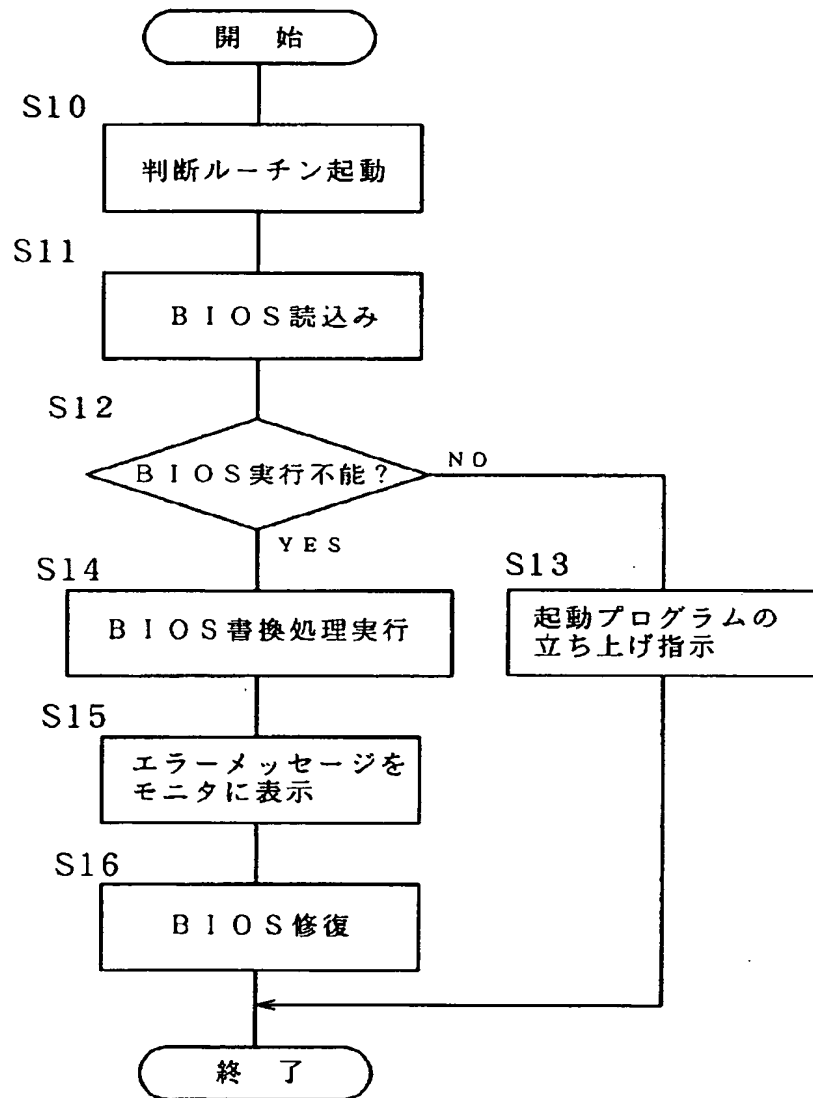 開始
S10
判断ルーチン起動
S11
BIOS読込み
S12
BIOS実行不能?
NO
YES
S14
BIOS書換処理実行
S13
起動プログラムの
立ち上げ指示
S15
エラーメッセージを
モニタに表示
S16
BIOS修復
終了